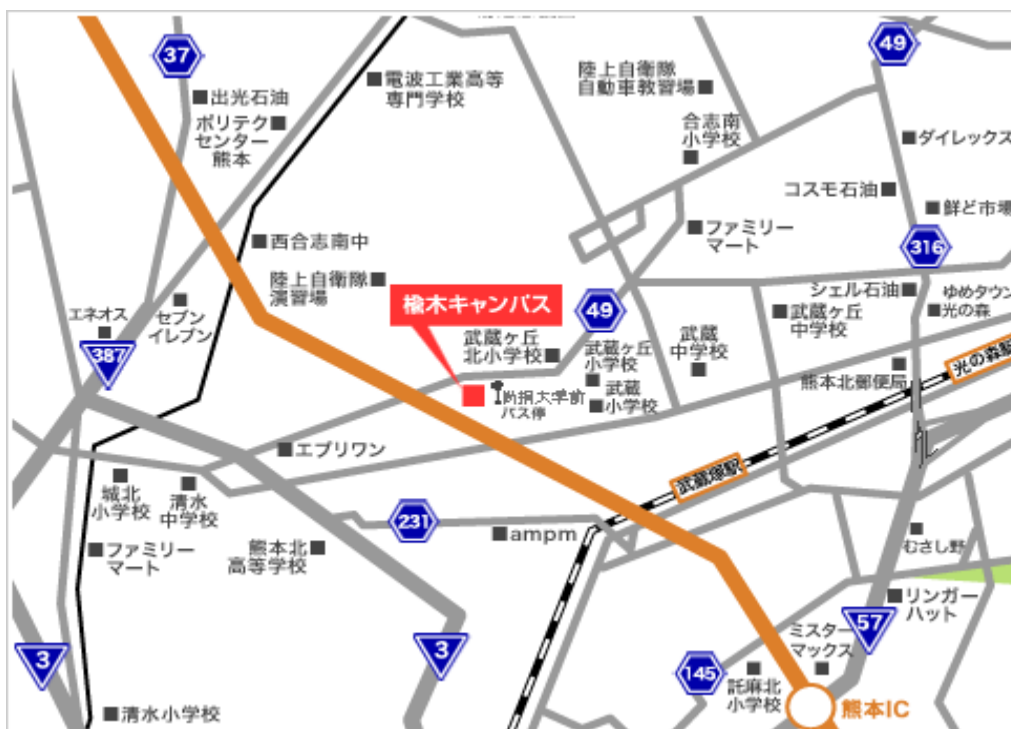 37
49
出光石油
電波工業高等
専門学校
陸上自衛隊
自動車教習場
ポリテク
センター
熊本
合志南
小学校
ダイレックス
コスモ石油
鮮ど市場
西合志南中
ファミリー
マート
316
陸上自衛隊
演習場
楡木キャンパス
シェル石油
ゆめタウン
光の森
エネオス
セブン
イレブン
49
武蔵ヶ丘
中学校
387
武蔵ヶ丘
北小学校
武蔵ヶ丘
小学校
武蔵
中学校
光の森駅
熊本北郵便局
尚絅大学前
バス停
武蔵
小学校
エブリワン
武蔵塚駅
城北
小学校
清水
中学校
231
ampm
ファミリー
マート
熊本北
高等学校
むさし野
リンガー
ハット
57
ミスター
マックス
3
3
145
託麻北
小学校
清水小学校
熊本IC